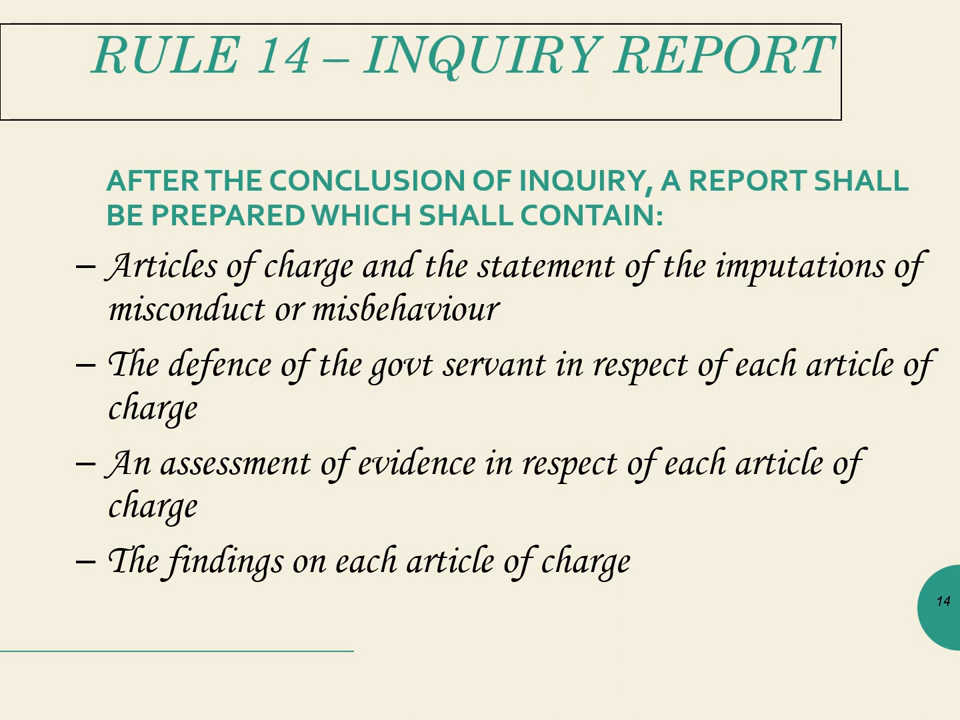 RULE 14 – INQUIRY REPORT
AFTER THE CONCLUSION OF INQUIRY, A REPORT SHALL
BE PREPARED WHICH SHALL CONTAIN:
– Articles of charge and the statement of the imputations of
misconduct or misbehaviour
– The defence of the govt servant in respect of each article of
charge
– An assessment of evidence in respect of each article of
charge
– The findings on each article of charge
14